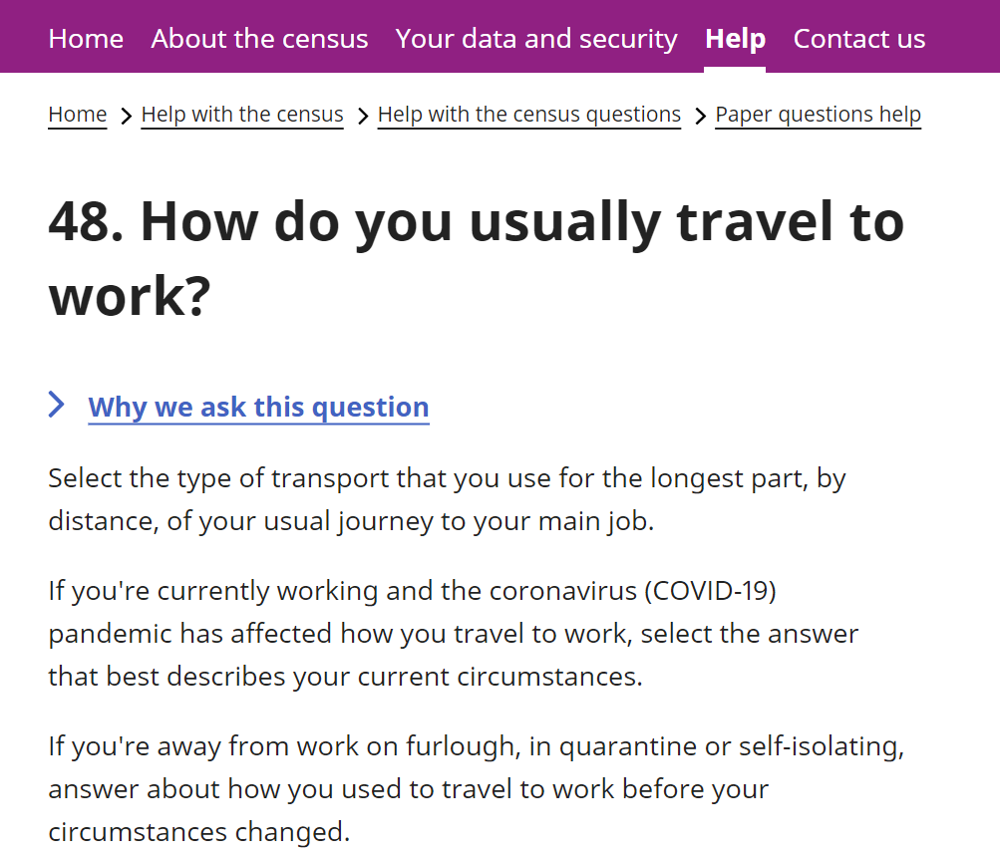 Home About the census Your data and security Help Contact us
Home > Help with the census > Help with the census questions > Paper questions help
48. How do you usually travel to
work?
> Why we ask this question
Select the type of transport that you use for the longest part, by
distance, of your usual journey to your main job.
If you're currently working and the coronavirus (COVID-19)
pandemic has affected how you travel to work, select the answer
that best describes your current circumstances.
If you're away from work on furlough, in quarantine or self-isolating,
answer about how you used to travel to work before your
circumstances changed.